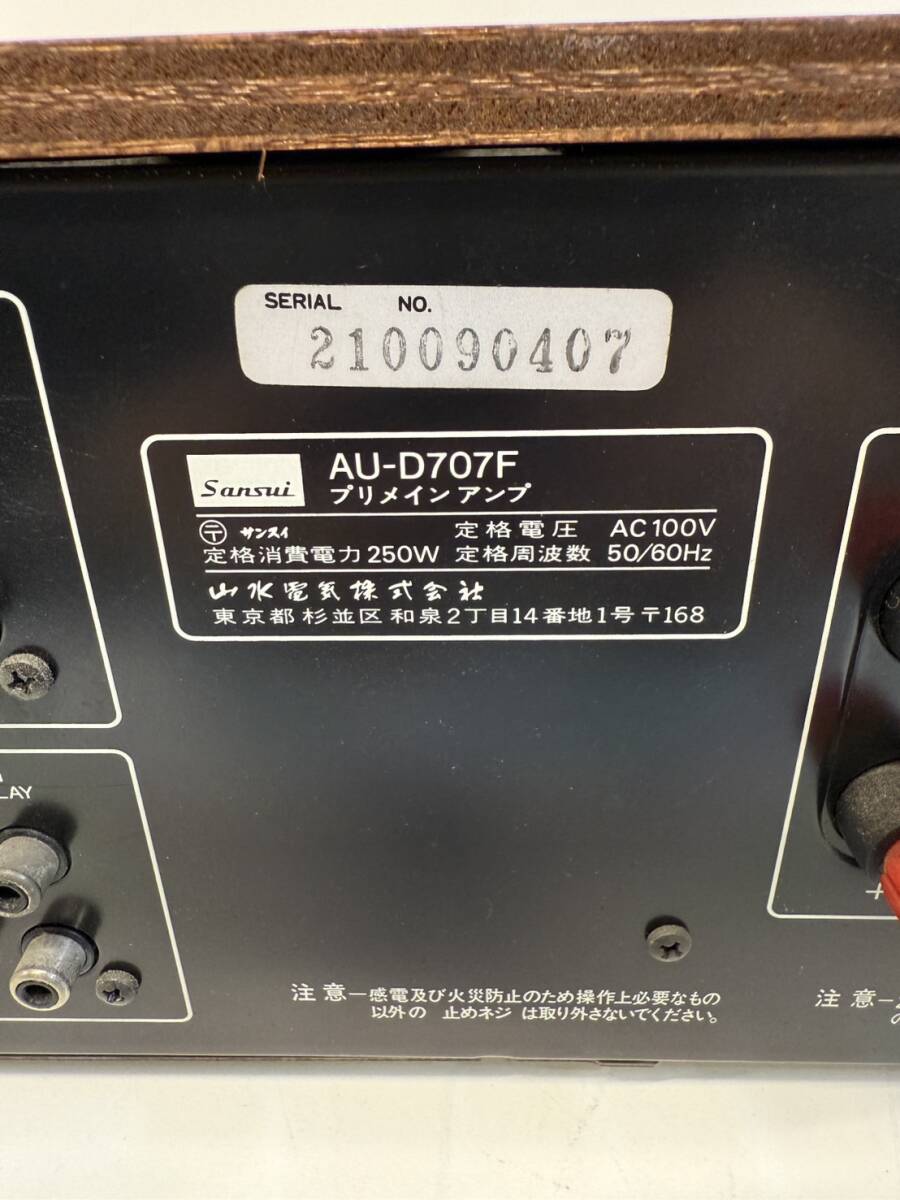 SERIAL NO.
210090407
Sansui
AU-D707F
プリメイン アンプ
〒 サンスイ 定格電圧 AC100V
定格消費電力 250W 定格周波数 50/60Hz
山水電気株式会社
東京都杉並区和泉2丁目14番地1号〒168
LAY
+
注意—感電及び火災防止のため操作上必要なもの
以外の 止めネジ は取り外さないでください。
注意—